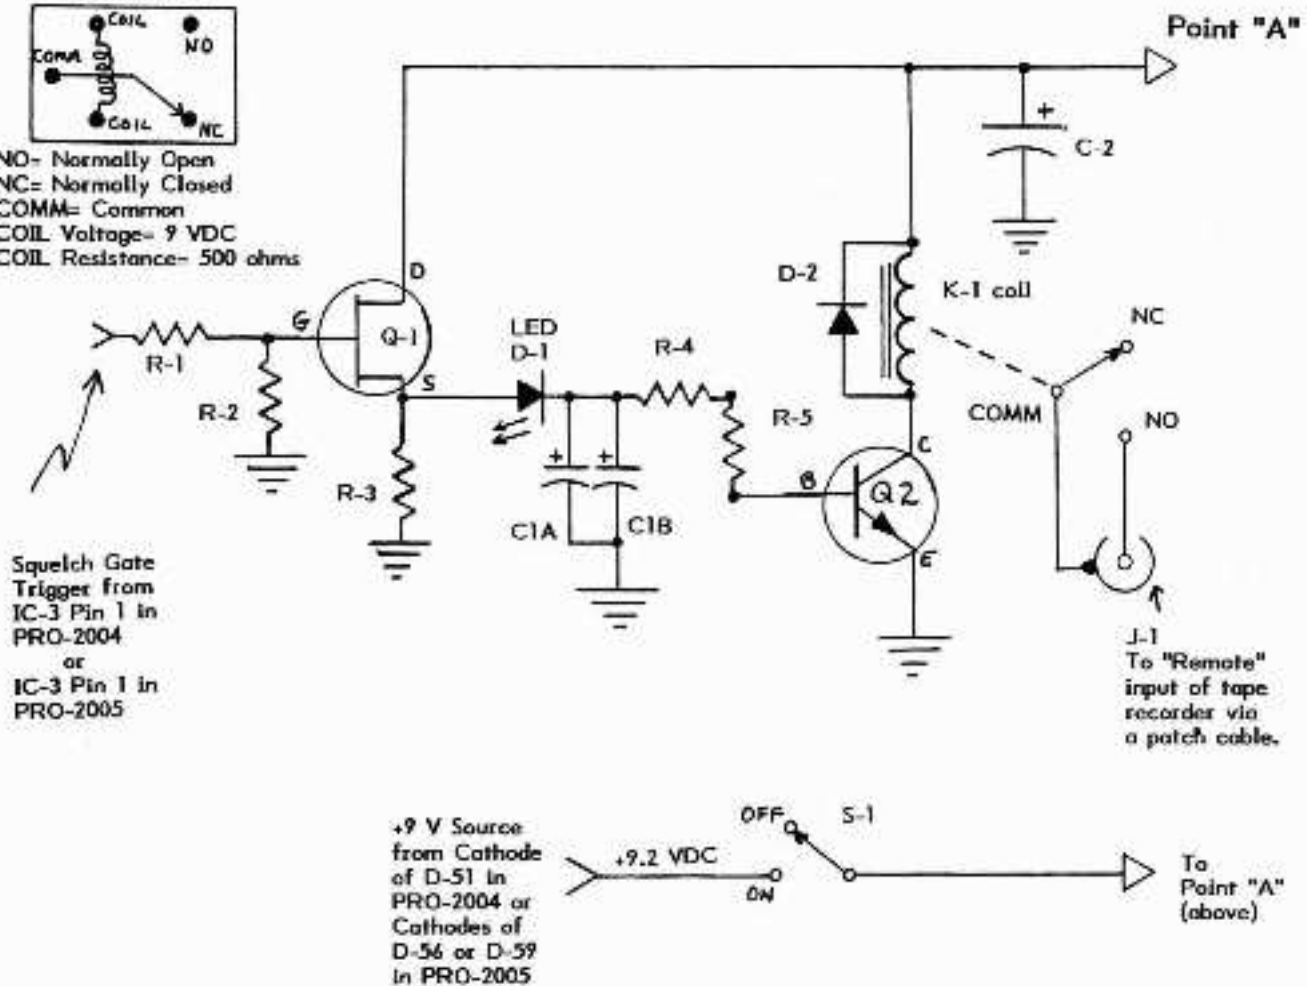 Point "A"
COIL
NO
COMM
COIL
NC
NO= Normally Open
NC= Normally Closed
COMM= Common
COIL Voltage= 9 VDC
COIL Resistance= 500 ohms
+
C-2
D
D-2
K-1 coil
G
Q-1
NC
LED
D-1
R-4
R-1
S
R-2
R-5
COMM
NO
C
+
+
B
Q2
R-3
C1A
C1B
E
Squelch Gate
Trigger from
IC-3 Pin 1 in
PRO-2004
or
IC-3 Pin 1 in
PRO-2005
J-1
To "Remote"
input of tape
recorder via
a patch cable.
+9 V Source
from Cathode
of D-51 in
PRO-2004 or
Cathodes of
D-56 or D-59
in PRO-2005
+9.2 VDC
OFF
S-1
ON
To
Point "A"
(above)